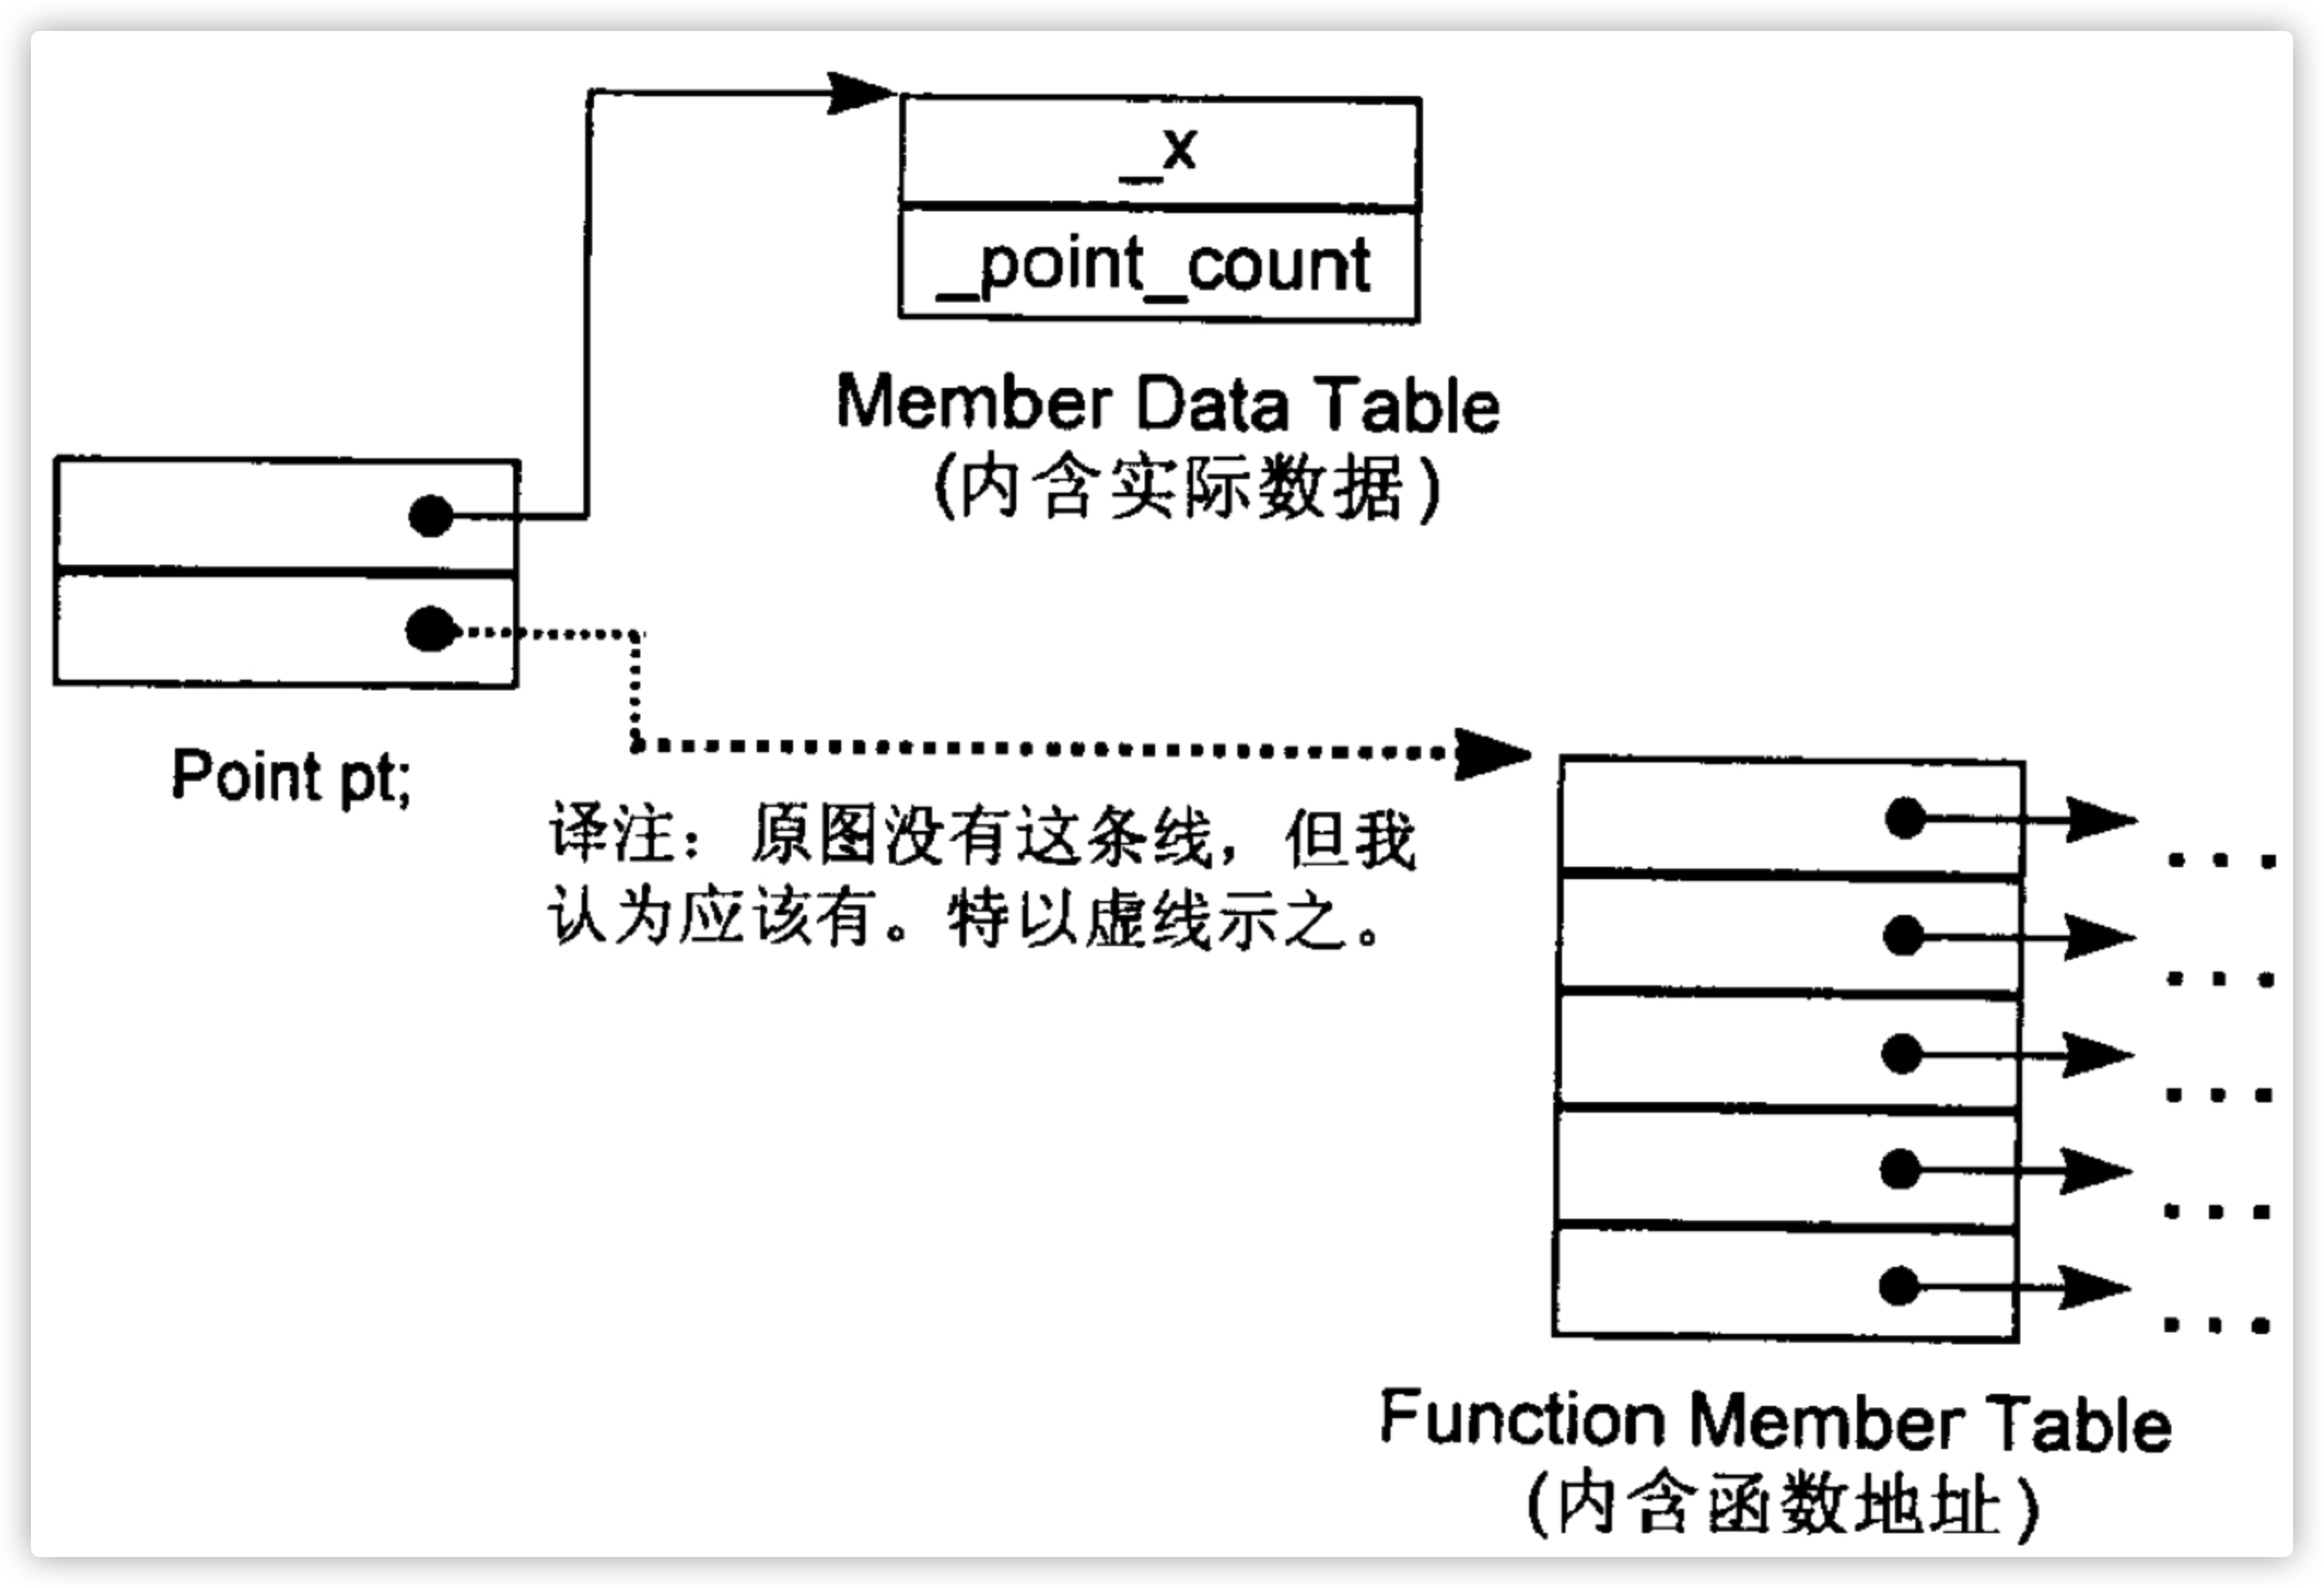 _x
_point_count
Member Data Table
(内含实际数据)
Point pt;
译注：原图没有这条线，但我
认为应该有。特以虚线示之。
...
...
...
...
...
Function Member Table
(内含函数地址)